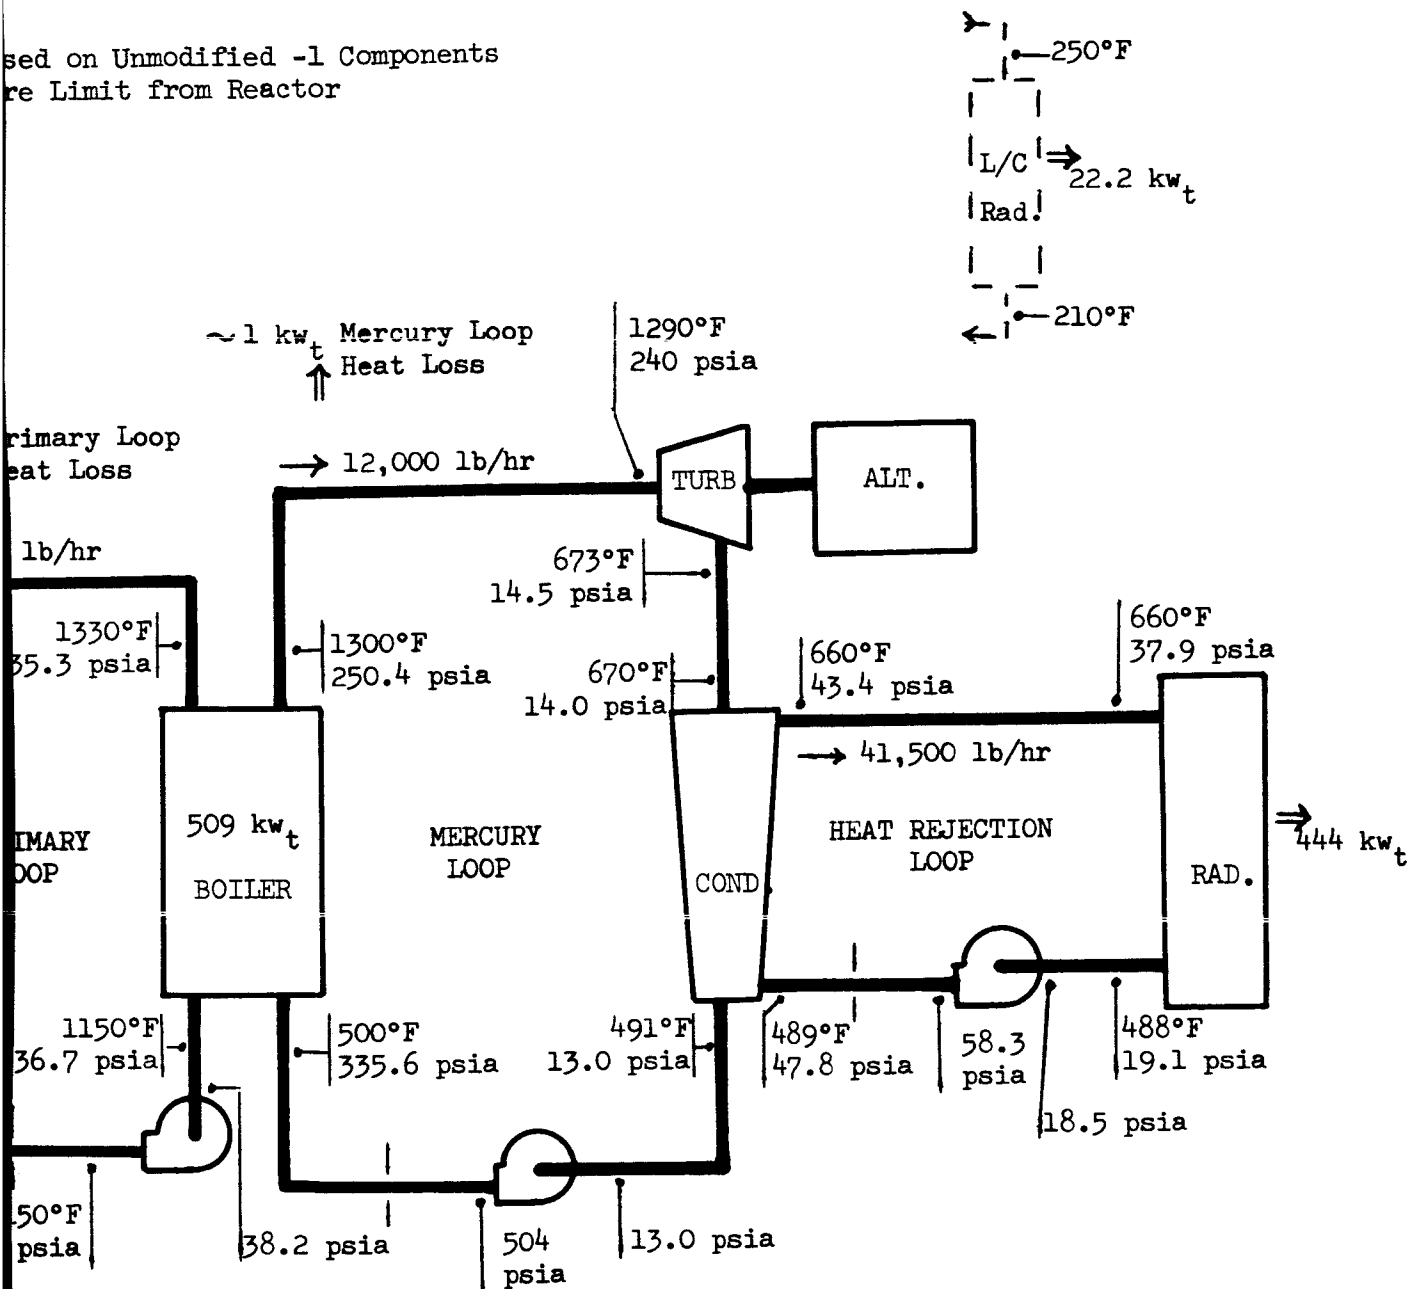 sed on Unmodified -1 Components
re Limit from Reactor
250°F
L/C
Rad.
22.2 kwt
210°F
~1 kwt Mercury Loop
Heat Loss
1290°F
240 psia
rimary Loop
eat Loss
12,000 lb/hr
TURB
ALT.
lb/hr
673°F
14.5 psia
1330°F
35.3 psia
1300°F
250.4 psia
670°F
14.0 psia
660°F
43.4 psia
660°F
37.9 psia
41,500 lb/hr
509 kwt
BOILER
IMARY
OOP
MERCURY
LOOP
COND
HEAT REJECTION
LOOP
RAD.
444 kwt
1150°F
36.7 psia
500°F
335.6 psia
491°F
13.0 psia
489°F
47.8 psia
58.3
psia
488°F
19.1 psia
18.5 psia
50°F
psia
38.2 psia
504
psia
13.0 psia